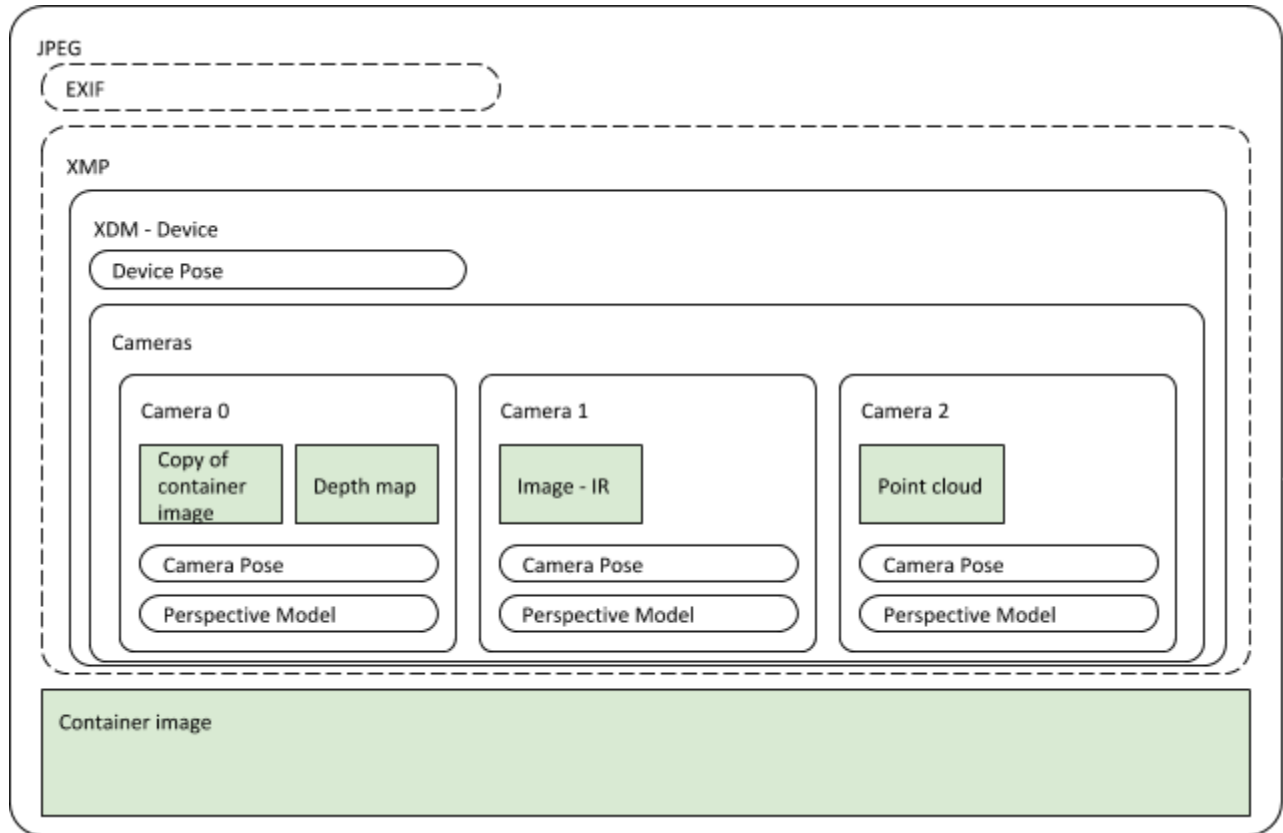 JPEG
EXIF
XMP
XDM - Device
Device Pose
Cameras
Camera 0
Copy of
container
image
Depth map
Camera Pose
Perspective Model
Camera 1
Image - IR
Camera Pose
Perspective Model
Camera 2
Point cloud
Camera Pose
Perspective Model
Container image